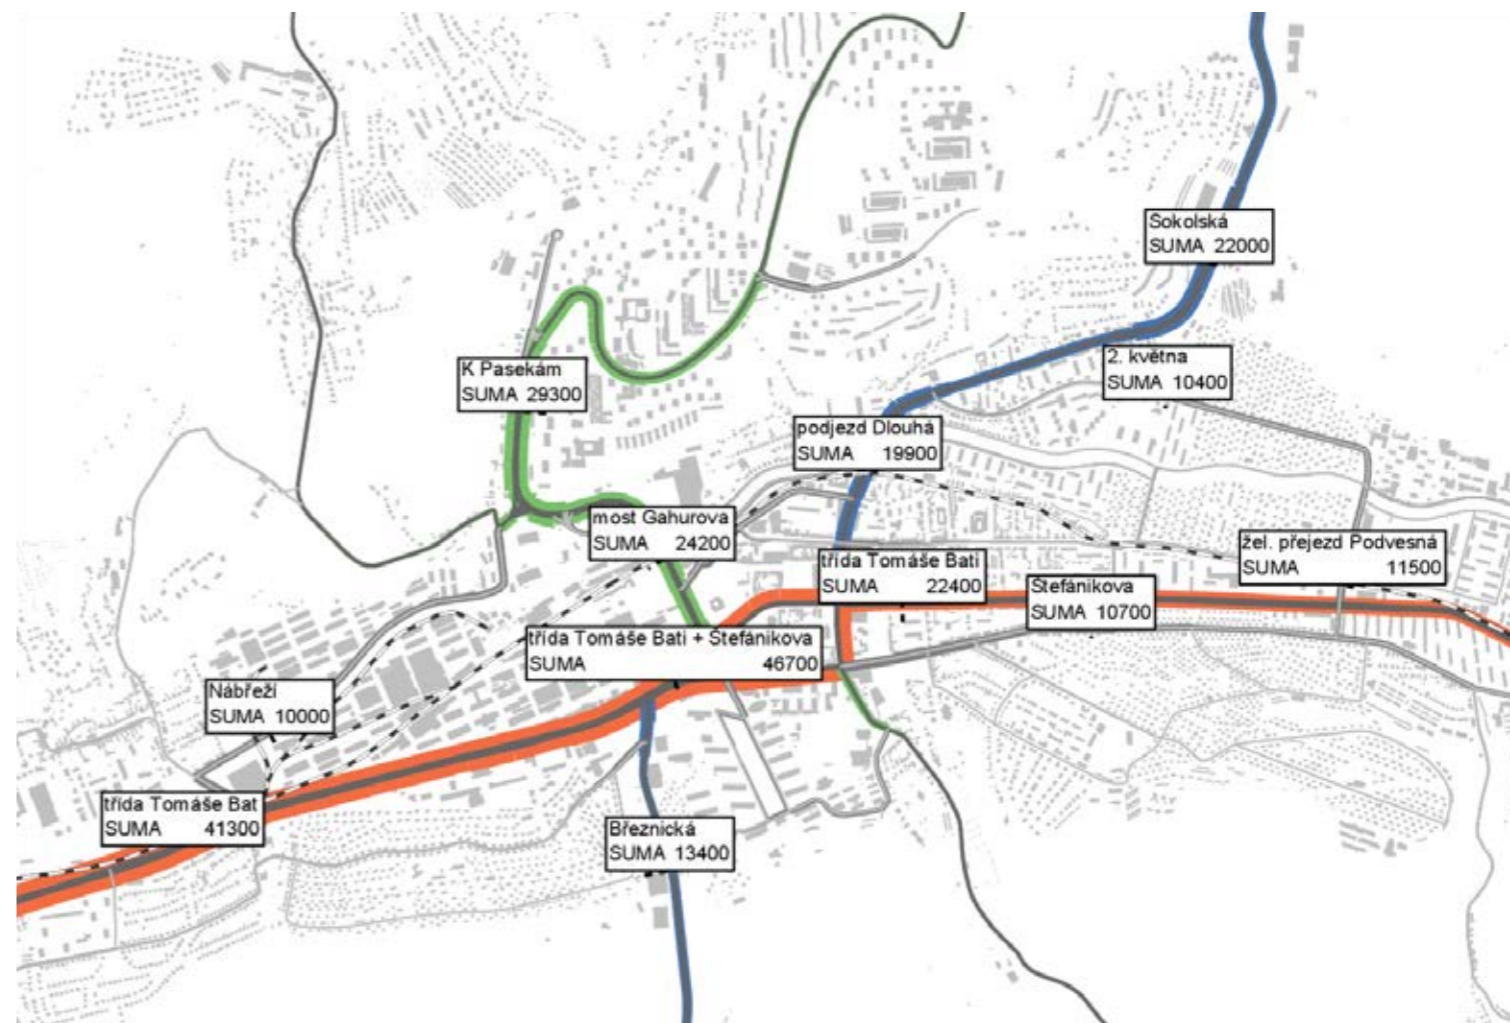 Sokolská
SUMA 22000
2. května
SUMA 10400
K Pasekám
SUMA 29300
podjezd Dlouhá
SUMA 19900
most Gahurova
SUMA 24200
žel. přejezd Podvesná
SUMA 11500
třída Tomáše Bati
SUMA 22400
Štefánikova
SUMA 10700
třída Tomáše Bati + Štefánikova
SUMA 46700
Nábřeží
SUMA 10000
třída Tomáše Bat
SUMA 41300
Březnická
SUMA 13400